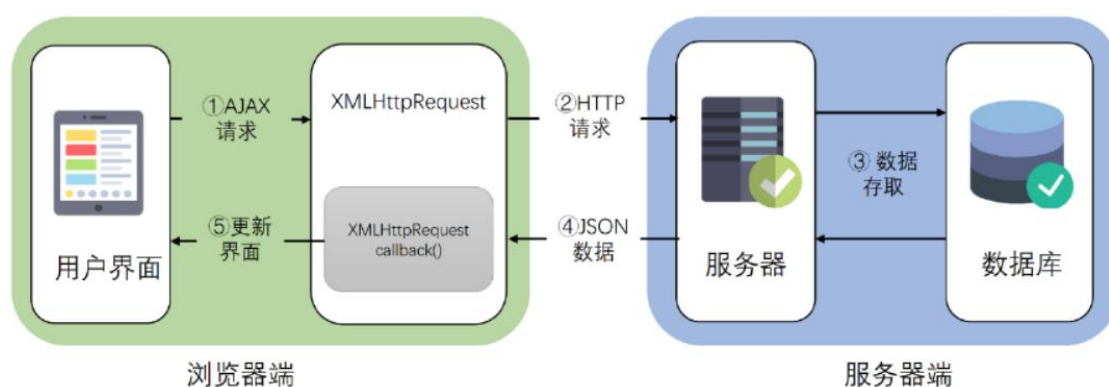 ①AJAX
请求
XMLHttpRequest
②HTTP
请求
③ 数据
存取
⑤更新
界面
XMLHttpRequest
callback()
④JSON
数据
用户界面
服务器
数据库
浏览器端
服务器端